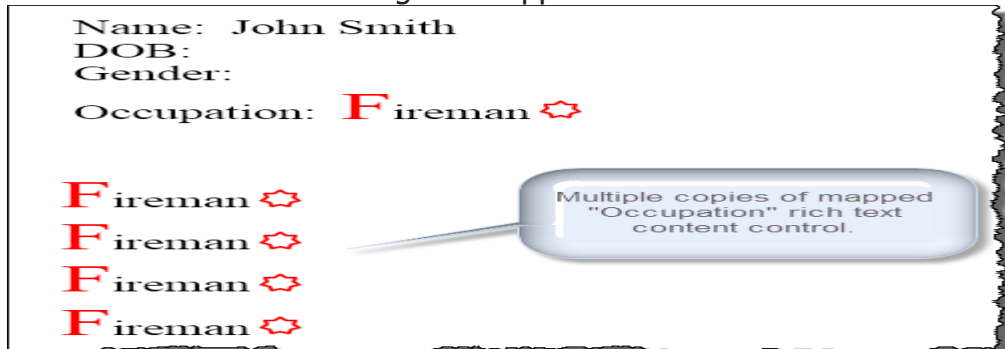 Name: John Smith
DOB:
Gender:
Occupation: Fireman
Fireman
Fireman
Fireman
Fireman
Multiple copies of mapped
"Occupation" rich text
content control.